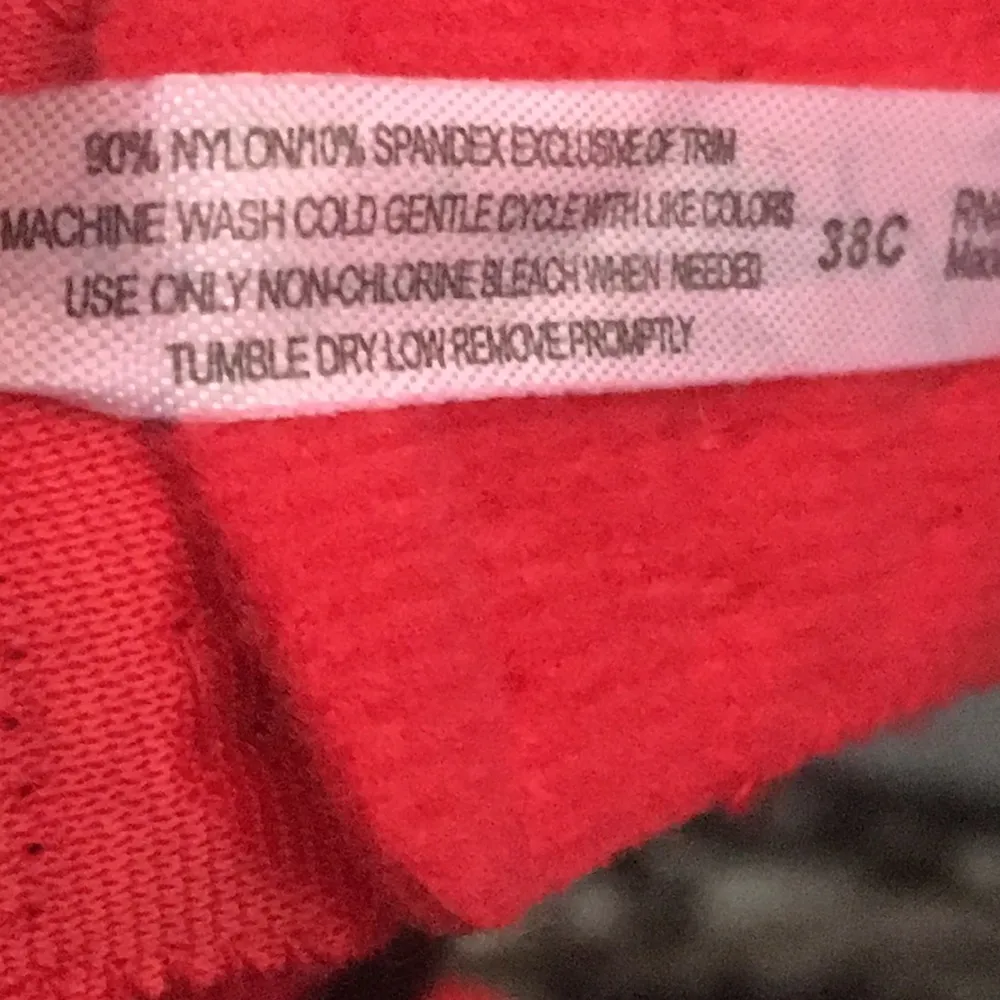 90% NYLON/10% SPANDEX EXCLUSIVE OF TRIM
MACHINE WASH COLD GENTLE CYCLE WITH LIKE COLORS
USE ONLY NON-CHLORINE BLEACH WHEN NEEDED
TUMBLE DRY LOW REMOVE PROMPTLY
38C